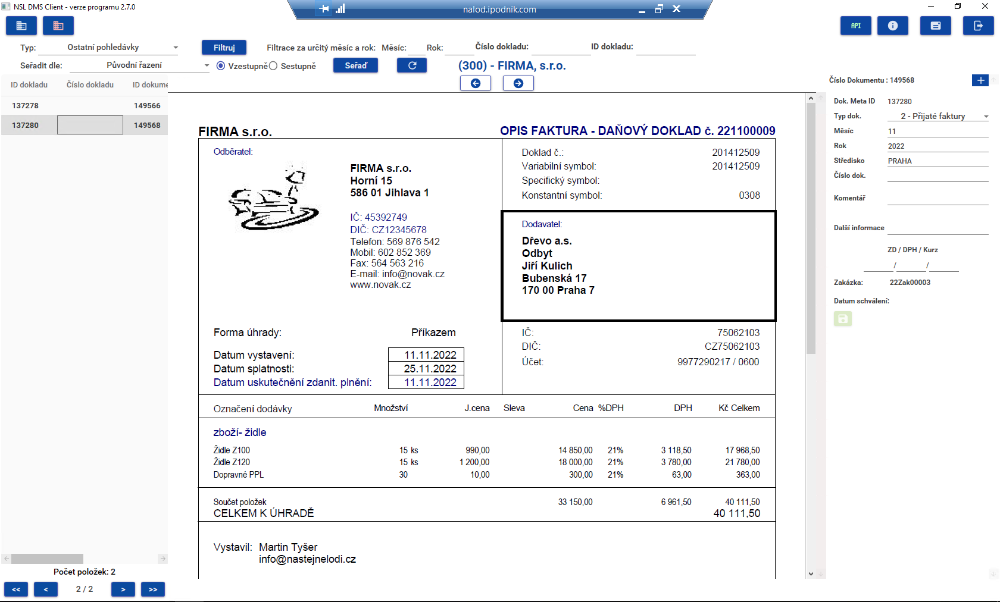 NSL DMS Client - verze programu 2.7.0
nalod.ipodnik.com
API
Typ: Ostatní pohledávky Filtruj Filtrace za určitý měsíc a rok: Měsíc: Rok: Číslo dokladu: ID dokladu:
Seřadit dle: Původní řazení Vzestupně Sestupně Seřaď (300) - FIRMA, s.r.o.
ID dokladu Číslo dokladu ID dokume
137278 149566
137280 149568
Počet položek: 2
<< < 2 / 2 > >>
FIRMA s.r.o. OPIS FAKTURA - DAŇOVÝ DOKLAD č. 221100009
Odběratel:
FIRMA s.r.o.
Horní 15
586 01 Jihlava 1
IČ: 45392749
DIČ: CZ12345678
Telefon: 569 876 542
Mobil: 602 852 369
Fax: 564 563 216
E-mail: info@novak.cz
www.novak.cz
Doklad č.: 201412509
Variabilní symbol: 201412509
Specifický symbol:
Konstantní symbol: 0308
Dodavatel:
Dřevo a.s.
Odbyt
Jiří Kulich
Bubenská 17
170 00 Praha 7
Forma úhrady: Příkazem
Datum vystavení: 11.11.2022
Datum splatnosti: 25.11.2022
Datum uskutečnění zdanit. plnění: 11.11.2022
IČ: 75062103
DIČ: CZ75062103
Účet: 9977290217 / 0600
Označení dodávky Množství J.cena Sleva Cena %DPH DPH Kč Celkem
zboží- židle
Židle Z100 15 ks 990,00 14 850,00 21% 3 118,50 17 968,50
Židle Z120 15 ks 1 200,00 18 000,00 21% 3 780,00 21 780,00
Dopravné PPL 30 10,00 300,00 21% 63,00 363,00
Součet položek 33 150,00 6 961,50 40 111,50
CELKEM K ÚHRADĚ 40 111,50
Vystavil: Martin Tyšer
info@nastejnelodi.cz
Číslo Dokumentu : 149568 +
Dok. Meta ID 137280
Typ dok. 2 - Přijaté faktury
Měsíc 11
Rok 2022
Středisko PRAHA
Číslo dok.
Komentář
Další informace
ZD / DPH / Kurz
/ /
Zakázka: 22Zak00003
Datum schválení: